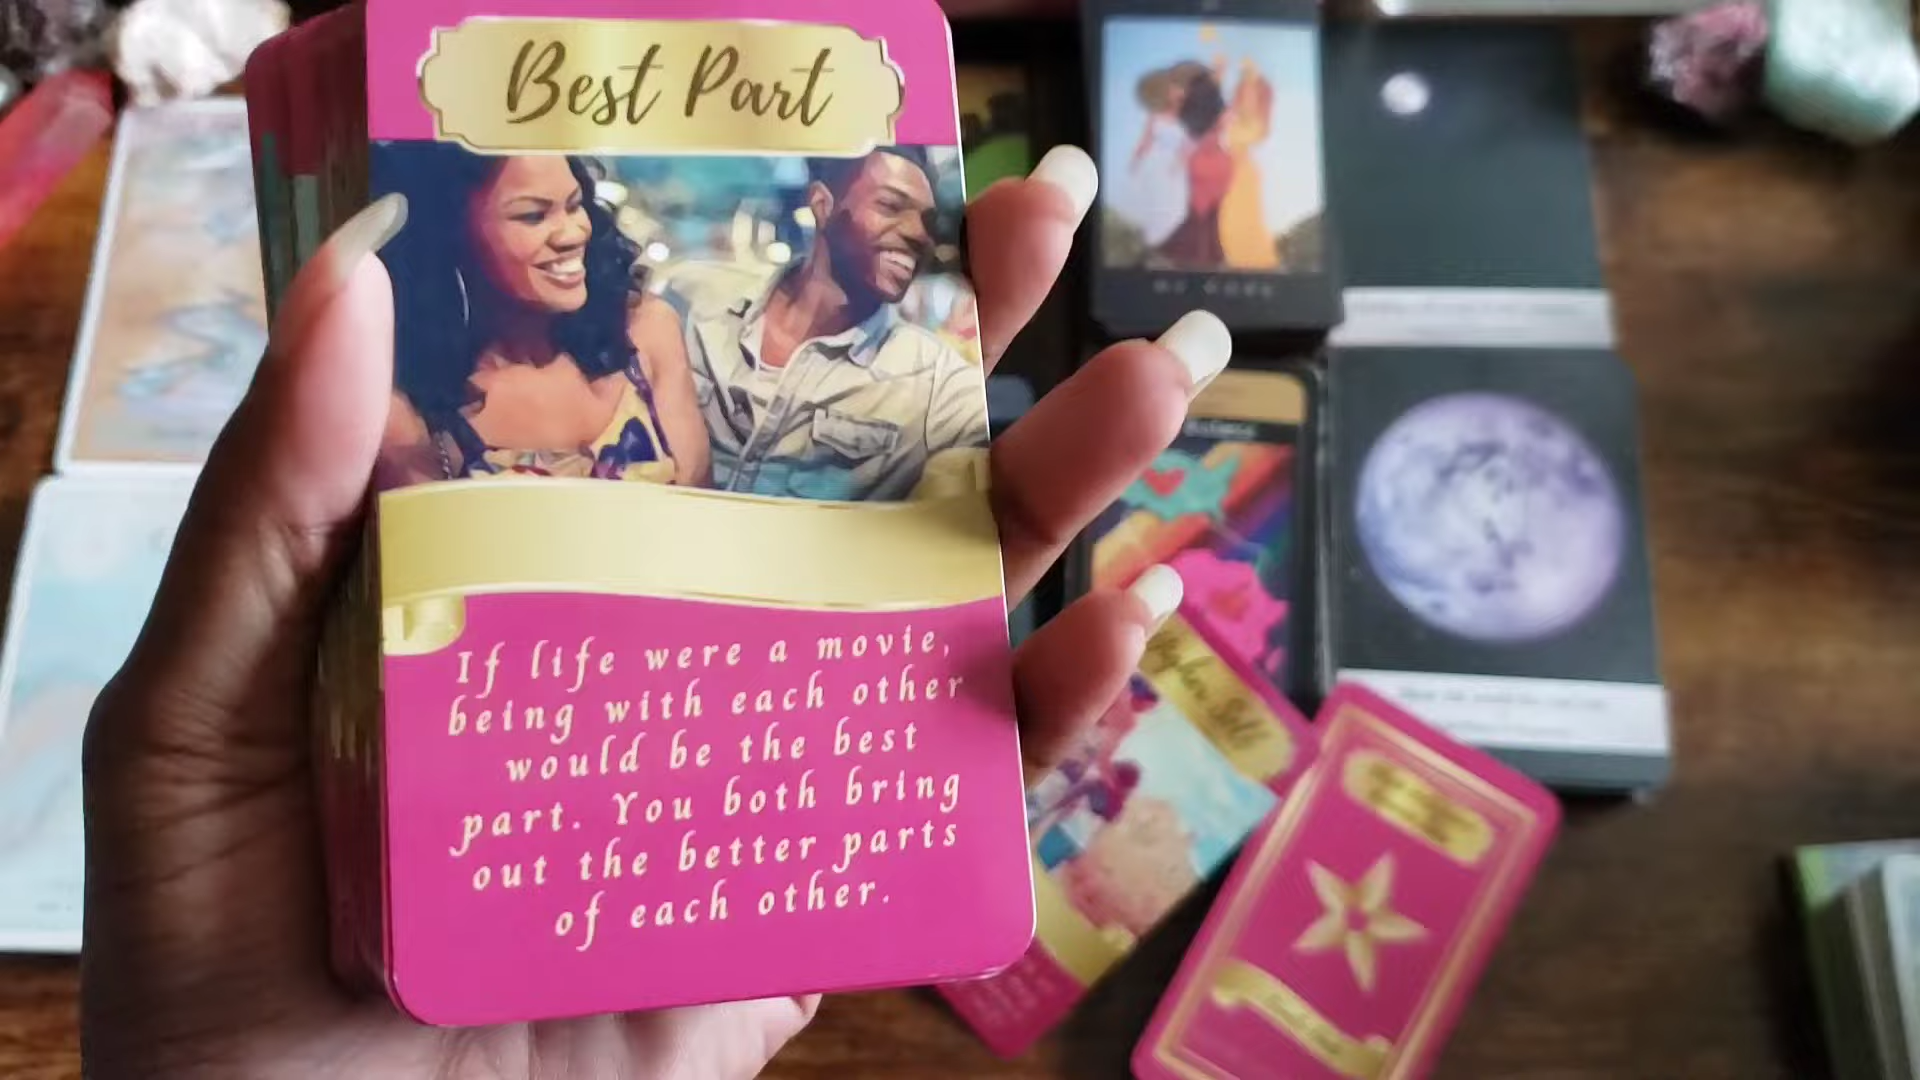 Best Part
If life were a movie,
being with each other
would be the best
part. You both bring
out the better parts
of each other.